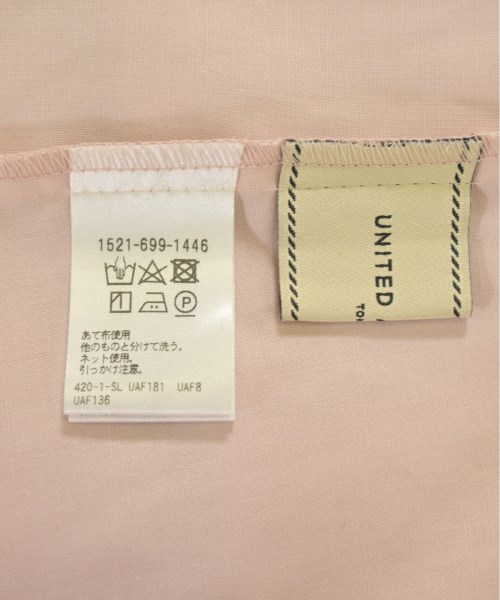 1521-699-1446
P
あて布使用
他のものと分けて洗う。
ネット使用。
引っかけ注意。
420-1-SL UAF181 UAF8
UAF136
UNITED
TO